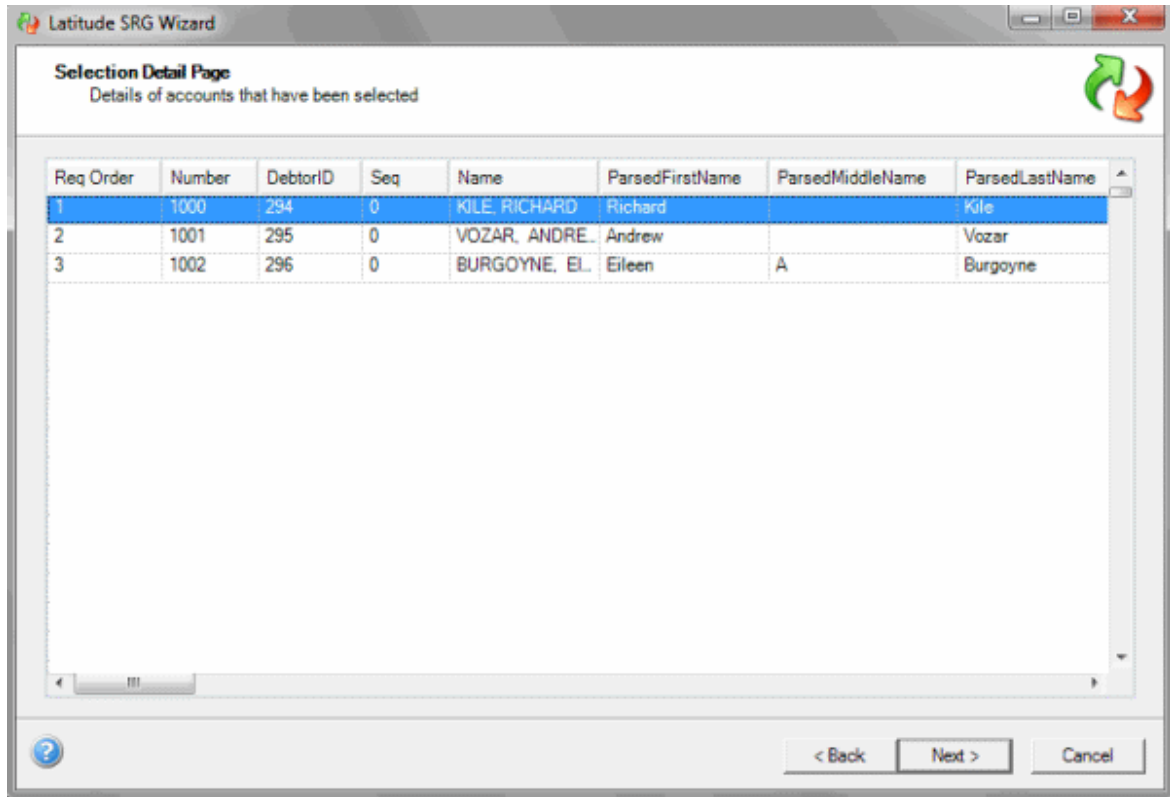 Latitude SRG Wizard
Selection Detail Page
Details of accounts that have been selected
Req Order Number DebtorID Seq Name ParsedFirstName ParsedMiddleName ParsedLastName
1 1000 294 0 KILE, RICHARD Richard Kile
2 1001 295 0 VOZAR, ANDRE... Andrew Vozar
3 1002 296 0 BURGOYNE, EI... Eileen A Burgoyne
< Back Next > Cancel